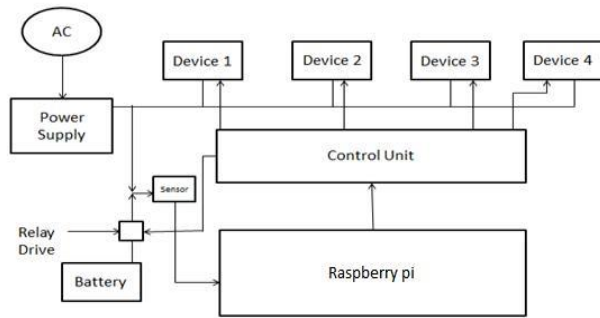 AC
Device 1
Device 2
Device 3
Device 4
Power
Supply
Control Unit
Sensor
Relay
Drive
Battery
Raspberry pi